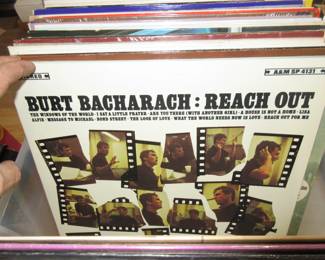 STEREO
A&M SP 4131
BURT BACHARACH: REACH OUT
THE WINDOWS OF THE WORLD • I SAY A LITTLE PRAYER • ARE YOU THERE (WITH ANOTHER GIRL) • A HOUSE IS NOT A HOME • LISA
ALFIE • MESSAGE TO MICHAEL • BOND STREET • THE LOOK OF LOVE • WHAT THE WORLD NEEDS NOW IS LOVE • REACH OUT FOR ME